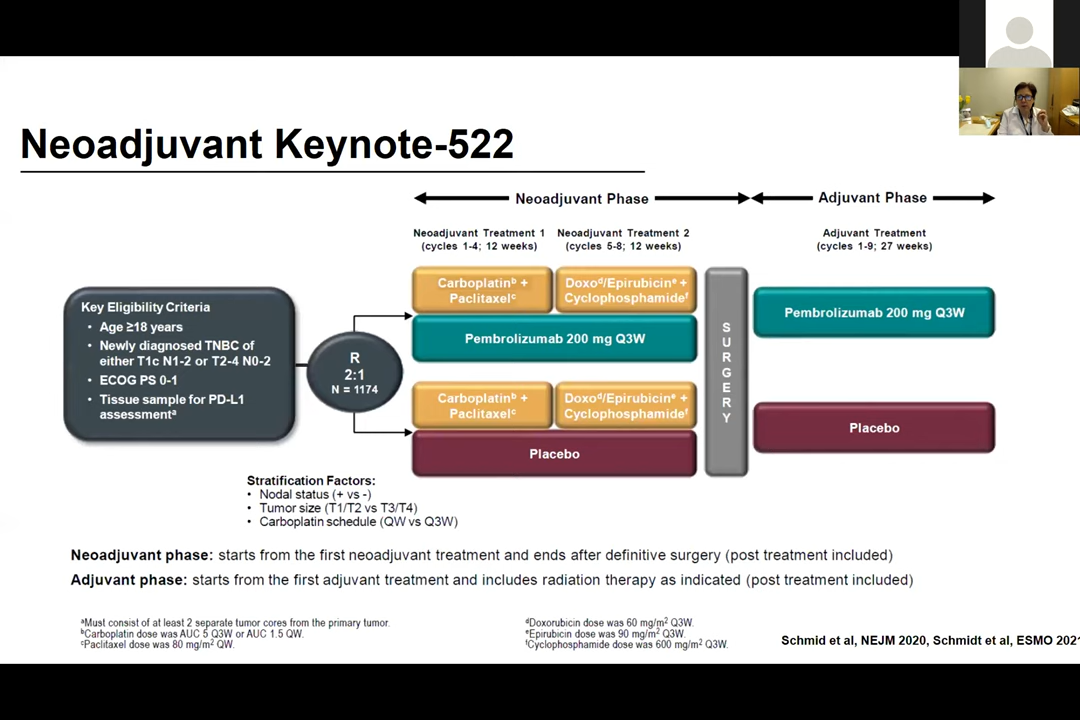 Neoadjuvant Keynote-522
Neoadjuvant Phase
Adjuvant Phase
Neoadjuvant Treatment 1
(cycles 1-4; 12 weeks)
Neoadjuvant Treatment 2
(cycles 5-8; 12 weeks)
Adjuvant Treatment
(cycles 1-9; 27 weeks)
Key Eligibility Criteria
• Age ≥18 years
• Newly diagnosed TNBC of
either T1c N1-2 or T2-4 N0-2
• ECOG PS 0-1
• Tissue sample for PD-L1
assessmentᵃ
R
2:1
N = 1174
Carboplatinᵇ +
Paclitaxelᶜ
Doxoᵈ/Epirubicinᵉ +
Cyclophosphamideᶠ
Pembrolizumab 200 mg Q3W
Carboplatinᵇ +
Paclitaxelᶜ
Doxoᵈ/Epirubicinᵉ +
Cyclophosphamideᶠ
Placebo
SURGERY
Pembrolizumab 200 mg Q3W
Placebo
Stratification Factors:
• Nodal status (+ vs -)
• Tumor size (T1/T2 vs T3/T4)
• Carboplatin schedule (QW vs Q3W)
Neoadjuvant phase: starts from the first neoadjuvant treatment and ends after definitive surgery (post treatment included)
Adjuvant phase: starts from the first adjuvant treatment and includes radiation therapy as indicated (post treatment included)
ᵃMust consist of at least 2 separate tumor cores from the primary tumor.
ᵇCarboplatin dose was AUC 5 Q3W or AUC 1.5 QW.
ᶜPaclitaxel dose was 80 mg/m² QW.
ᵈDoxorubicin dose was 60 mg/m² Q3W.
ᵉEpirubicin dose was 90 mg/m² Q3W.
ᶠCyclophosphamide dose was 600 mg/m² Q3W.
Schmid et al, NEJM 2020, Schmidt et al, ESMO 2021